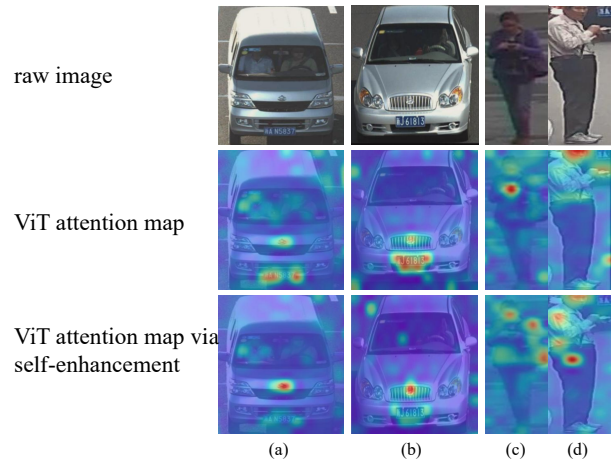 raw image
ViT attention map
ViT attention map via
self-enhancement
(a)
(b)
(c)
(d)